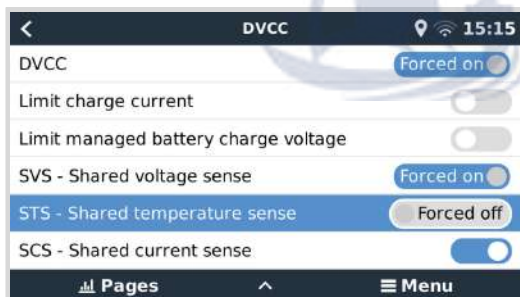 DVCC 15:15
DVCC Forced on
Limit charge current
Limit managed battery charge voltage
SVS - Shared voltage sense Forced on
STS - Shared temperature sense Forced off
SCS - Shared current sense
Pages Menu